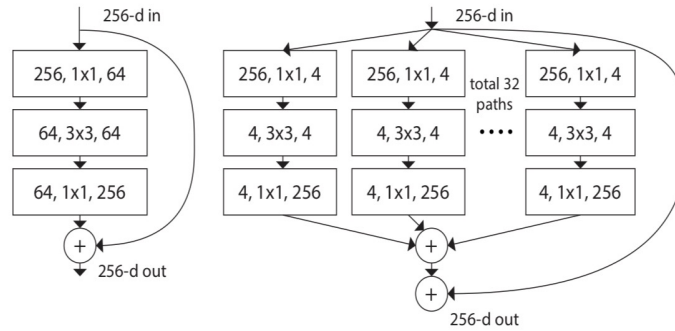 256-d in
256, 1x1, 64
64, 3x3, 64
64, 1x1, 256
+
256-d out
256-d in
256, 1x1, 4
256, 1x1, 4
256, 1x1, 4
total 32
paths
4, 3x3, 4
4, 3x3, 4
....
4, 3x3, 4
4, 1x1, 256
4, 1x1, 256
4, 1x1, 256
+
+
256-d out